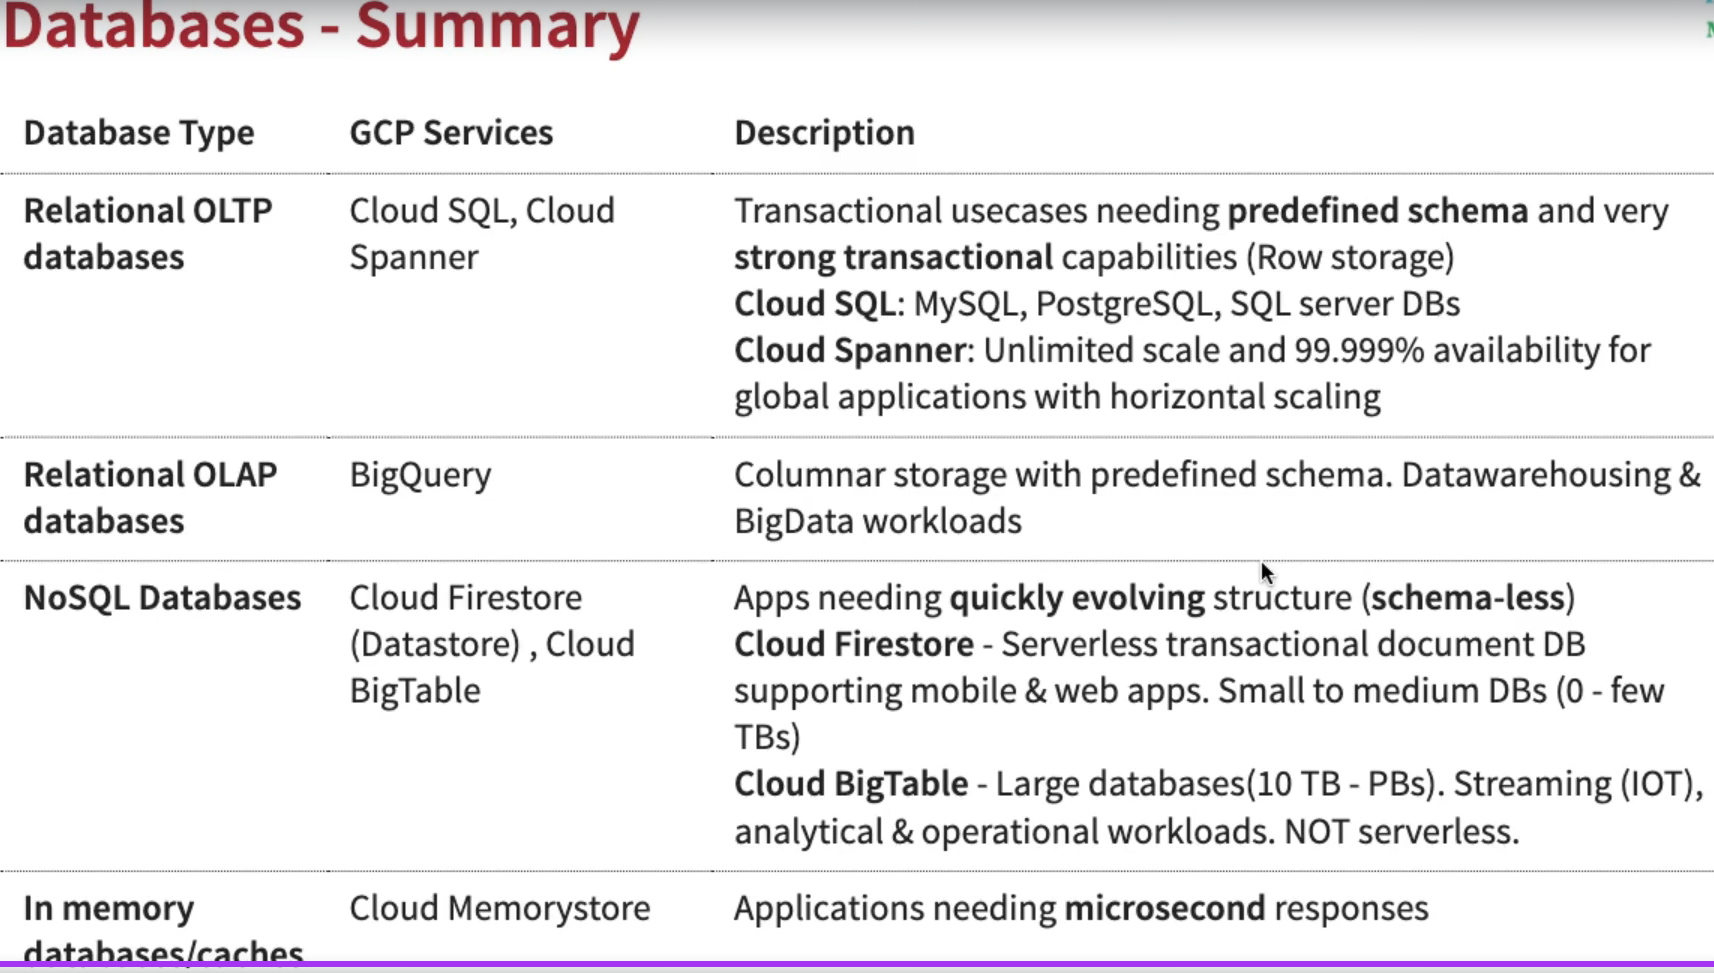 Databases - Summary
Database Type GCP Services Description
Relational OLTP databases
Cloud SQL, Cloud Spanner
Transactional usecases needing predefined schema and very
strong transactional capabilities (Row storage)
Cloud SQL: MySQL, PostgreSQL, SQL server DBs
Cloud Spanner: Unlimited scale and 99.999% availability for
global applications with horizontal scaling
Relational OLAP databases
BigQuery
Columnar storage with predefined schema. Datawarehousing &
BigData workloads
NoSQL Databases
Cloud Firestore
(Datastore) , Cloud
BigTable
Apps needing quickly evolving structure (schema-less)
Cloud Firestore - Serverless transactional document DB
supporting mobile & web apps. Small to medium DBs (0 - few
TBs)
Cloud BigTable - Large databases(10 TB - PBs). Streaming (IOT),
analytical & operational workloads. NOT serverless.
In memory
databases/caches
Cloud Memorystore
Applications needing microsecond responses